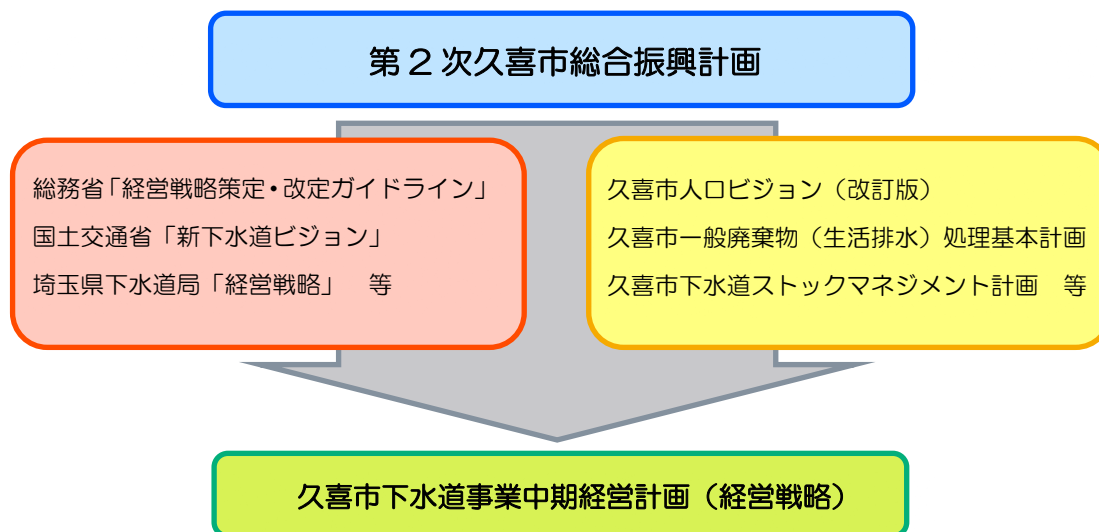 第２次久喜市総合振興計画
総務省「経営戦略策定・改定ガイドライン」
国土交通省「新下水道ビジョン」
埼玉県下水道局「経営戦略」　等
久喜市人口ビジョン（改訂版）
久喜市一般廃棄物（生活排水）処理基本計画
久喜市下水道ストックマネジメント計画　等
久喜市下水道事業中期経営計画（経営戦略）